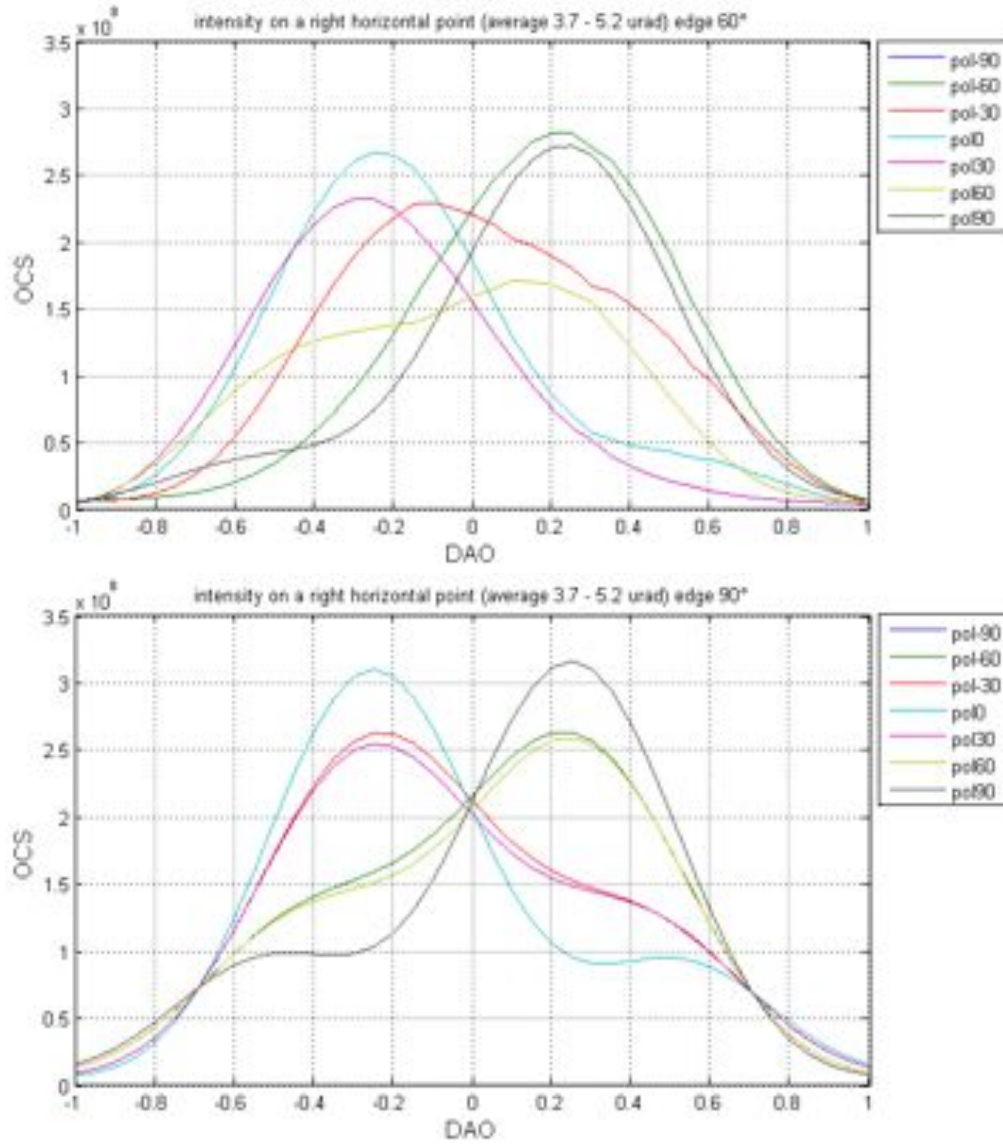 intensity on a right horizontal point (average 3.7 - 5.2 urad) edge 60°
x 10⁸
3.5
3
2.5
2
1.5
1
0.5
0
OCS
-1 -0.8 -0.6 -0.4 -0.2 0 0.2 0.4 0.6 0.8 1
DAO
pol-90
pol-60
pol-30
pol0
pol30
pol60
pol90
intensity on a right horizontal point (average 3.7 - 5.2 urad) edge 90°
x 10⁸
3.5
3
2.5
2
1.5
1
0.5
0
OCS
-1 -0.8 -0.6 -0.4 -0.2 0 0.2 0.4 0.6 0.8 1
DAO
pol-90
pol-60
pol-30
pol0
pol30
pol60
pol90